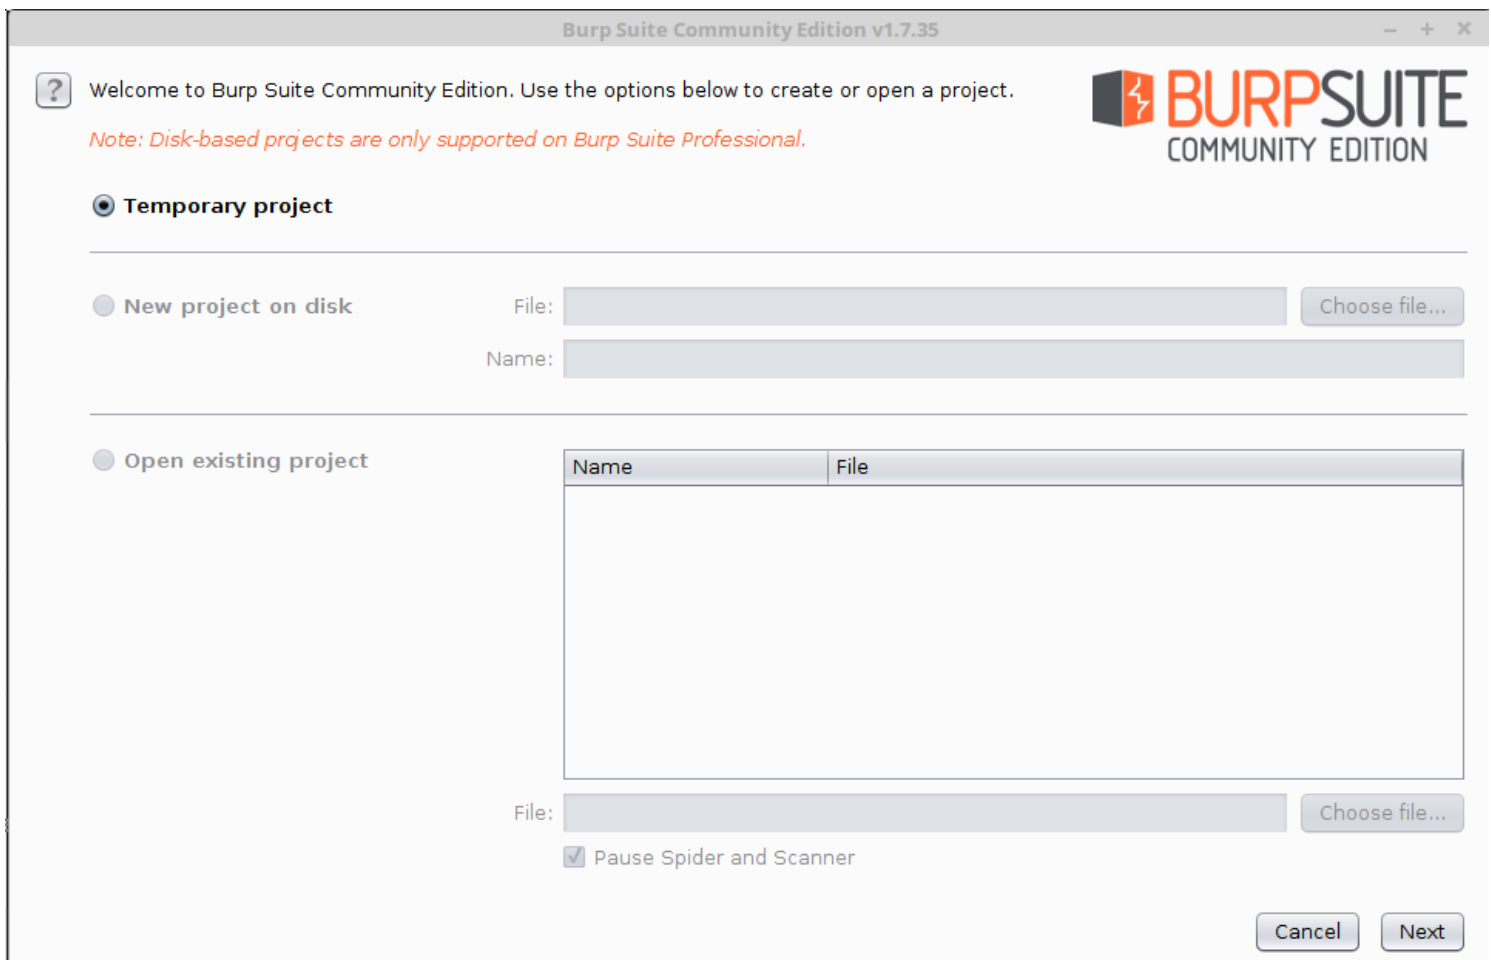 Burp Suite Community Edition v1.7.35
?
Welcome to Burp Suite Community Edition. Use the options below to create or open a project.
BURPSUITE
COMMUNITY EDITION
Note: Disk-based projects are only supported on Burp Suite Professional.
Temporary project
New project on disk
File:
Choose file...
Name:
Open existing project
Name
File
File:
Choose file...
Pause Spider and Scanner
Cancel
Next